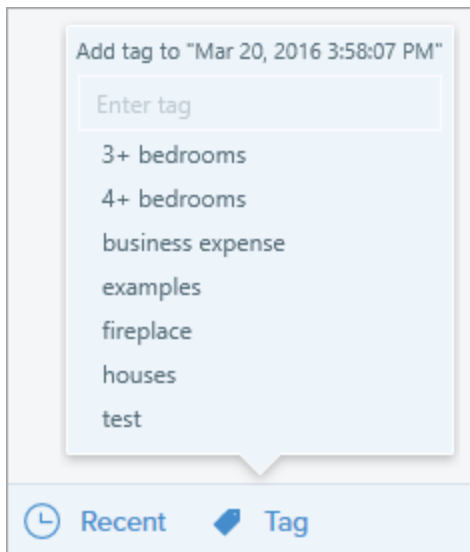 Add tag to "Mar 20, 2016 3:58:07 PM"
Enter tag
3+ bedrooms
4+ bedrooms
business expense
examples
fireplace
houses
test
Recent Tag